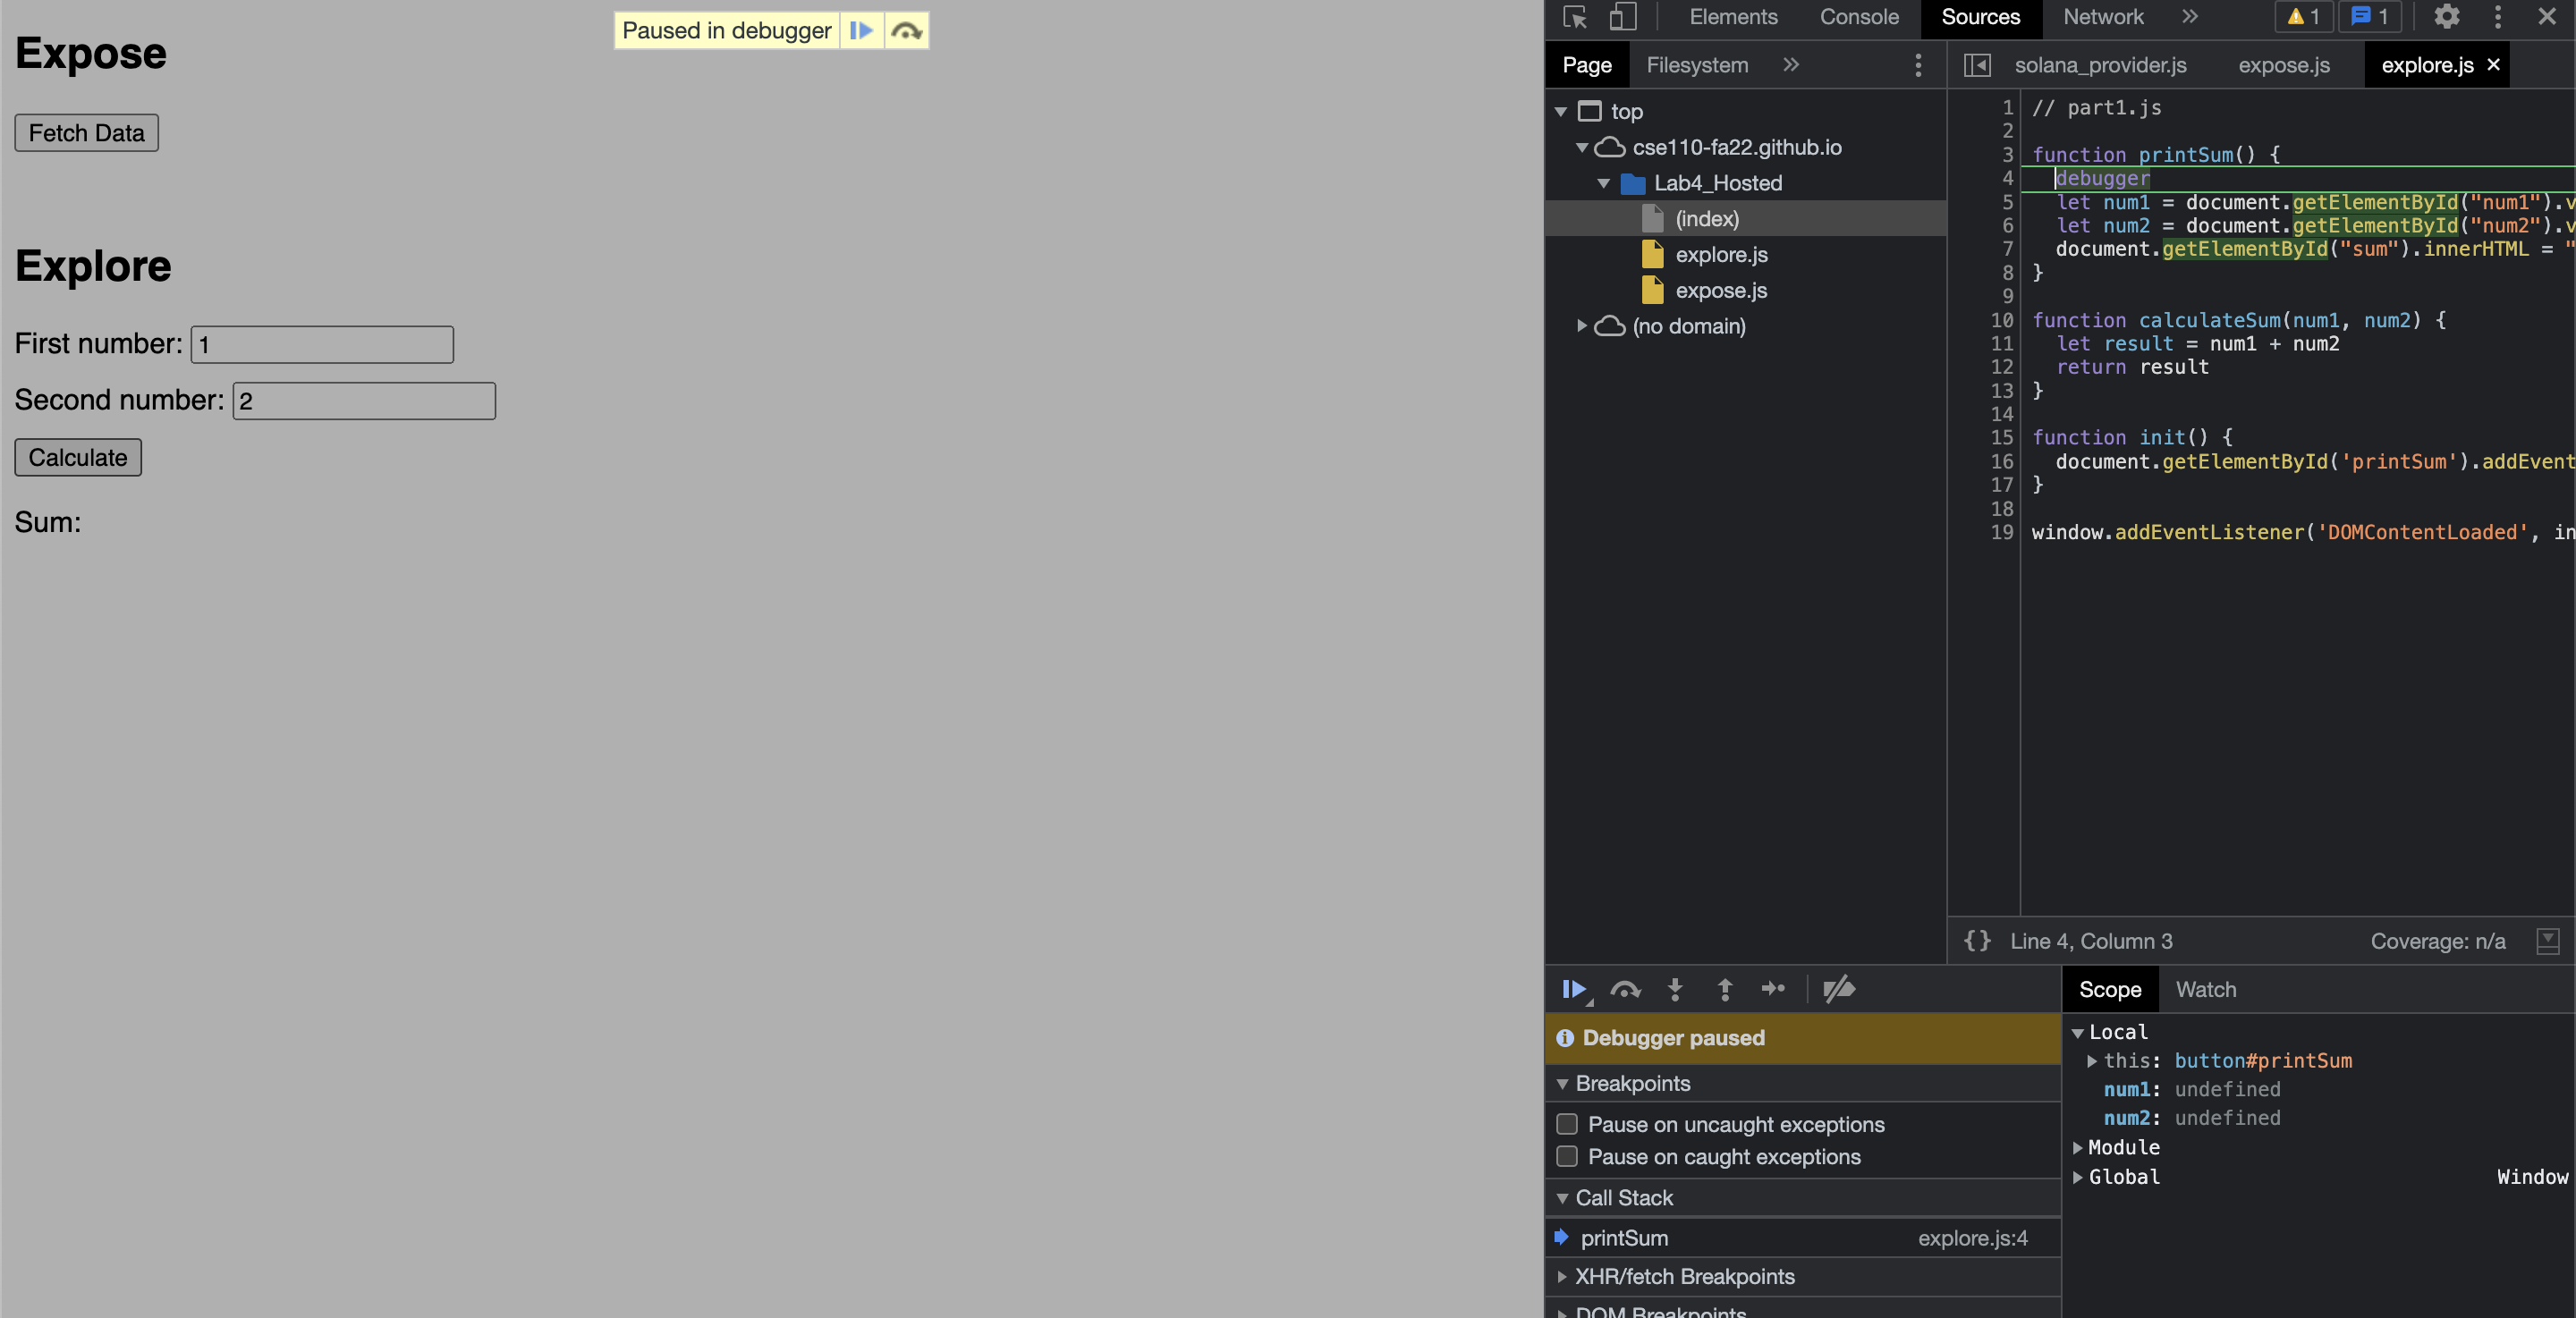 Paused in debugger
Expose
Fetch Data
Explore
First number: 1
Second number: 2
Calculate
Sum:
Elements Console Sources Network » 1 1
Page Filesystem »
top
cse110-fa22.github.io
Lab4_Hosted
(index)
explore.js
expose.js
(no domain)
solana_provider.js expose.js explore.js ×
1 // part1.js
2
3 function printSum() {
4 debugger
5 let num1 = document.getElementById("num1").v
6 let num2 = document.getElementById("num2").v
7 document.getElementById("sum").innerHTML = "
8 }
9
10 function calculateSum(num1, num2) {
11 let result = num1 + num2
12 return result
13 }
14
15 function init() {
16 document.getElementById('printSum').addEvent
17 }
18
19 window.addEventListener('DOMContentLoaded', in
{} Line 4, Column 3 Coverage: n/a
Debugger paused
Breakpoints
Pause on uncaught exceptions
Pause on caught exceptions
Call Stack
printSum explore.js:4
XHR/fetch Breakpoints
DOM Breakpoints
Scope Watch
Local
this: button#printSum
num1: undefined
num2: undefined
Module
Global Window